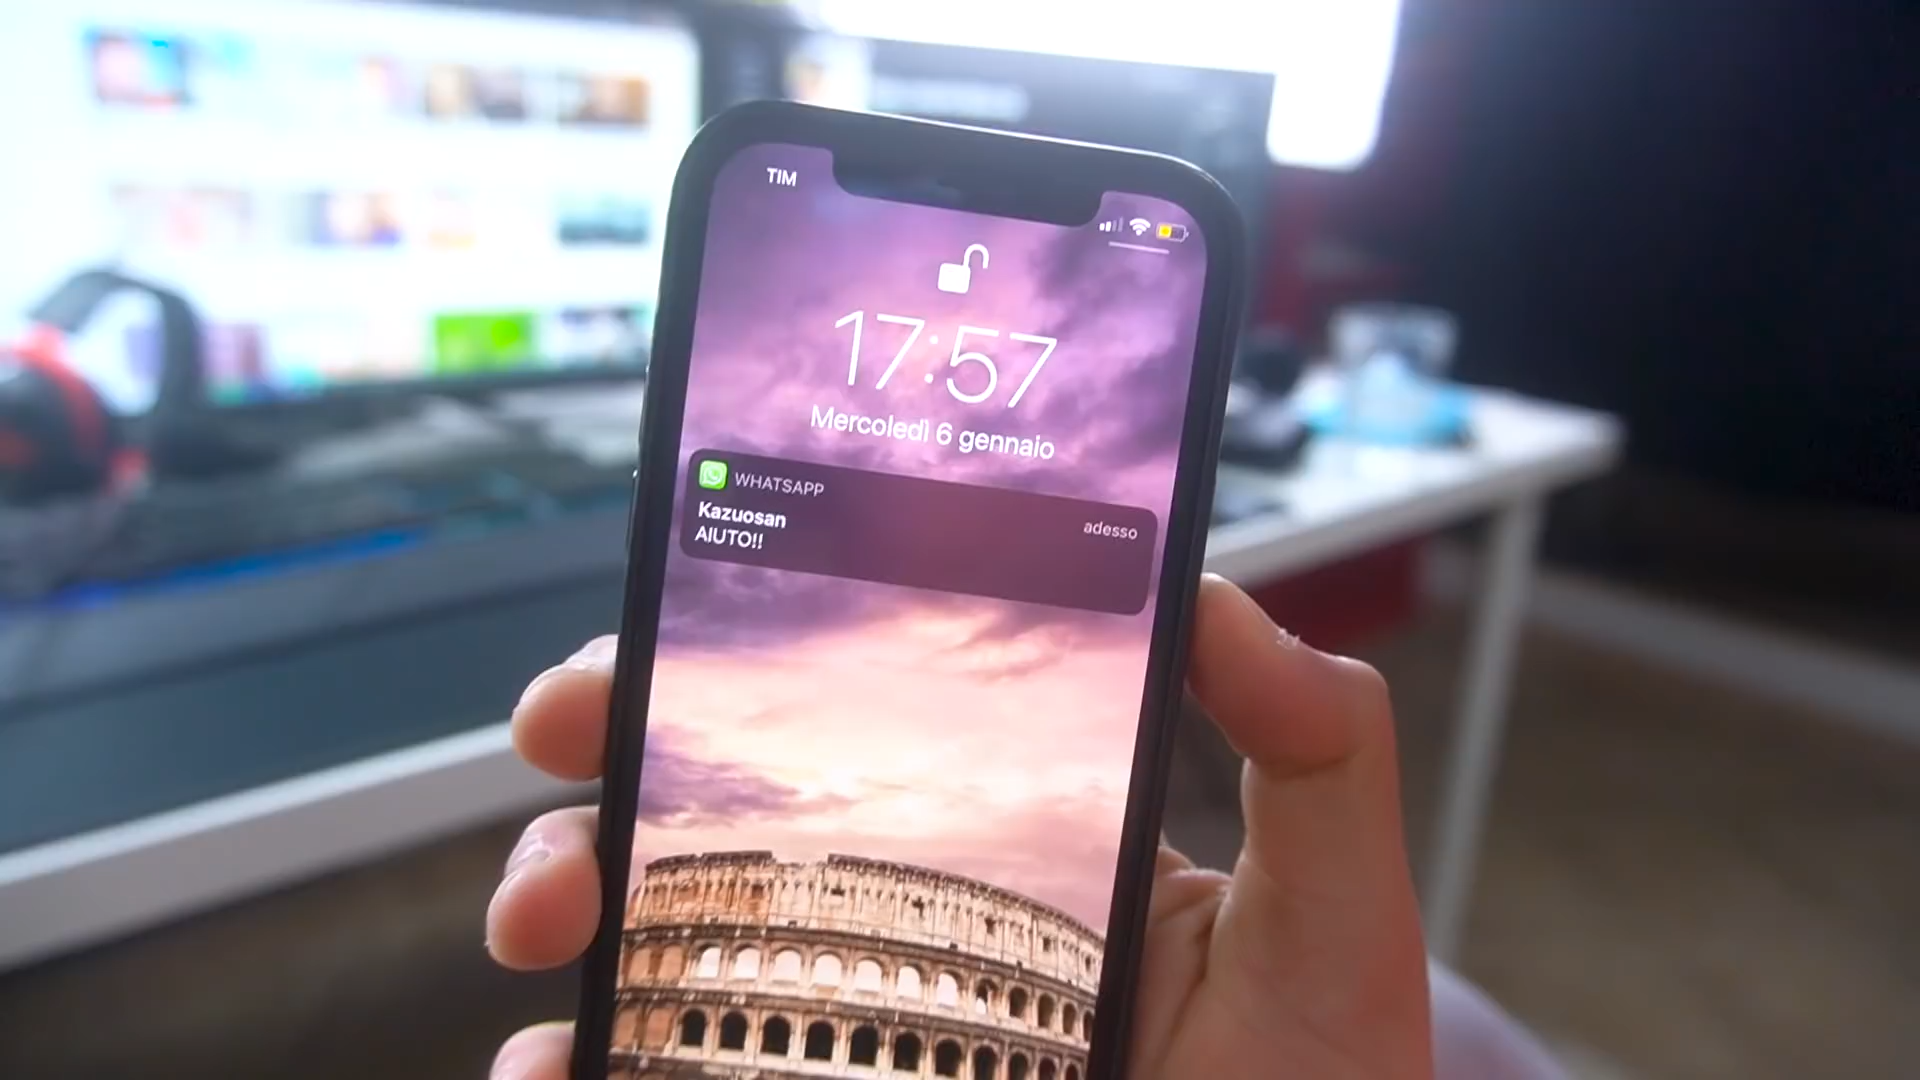 TIM
17:57
Mercoledì 6 gennaio
WHATSAPP
Kazuosan
adesso
AIUTO!!